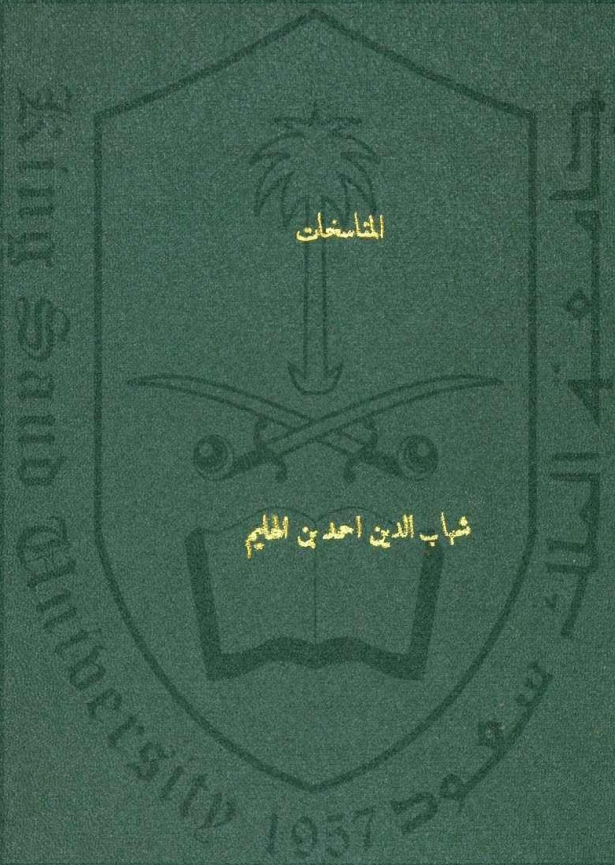 المناسخات
شهاب الدين احمد بن الهايم
King Saud University 1957
جامعة الملك سعود